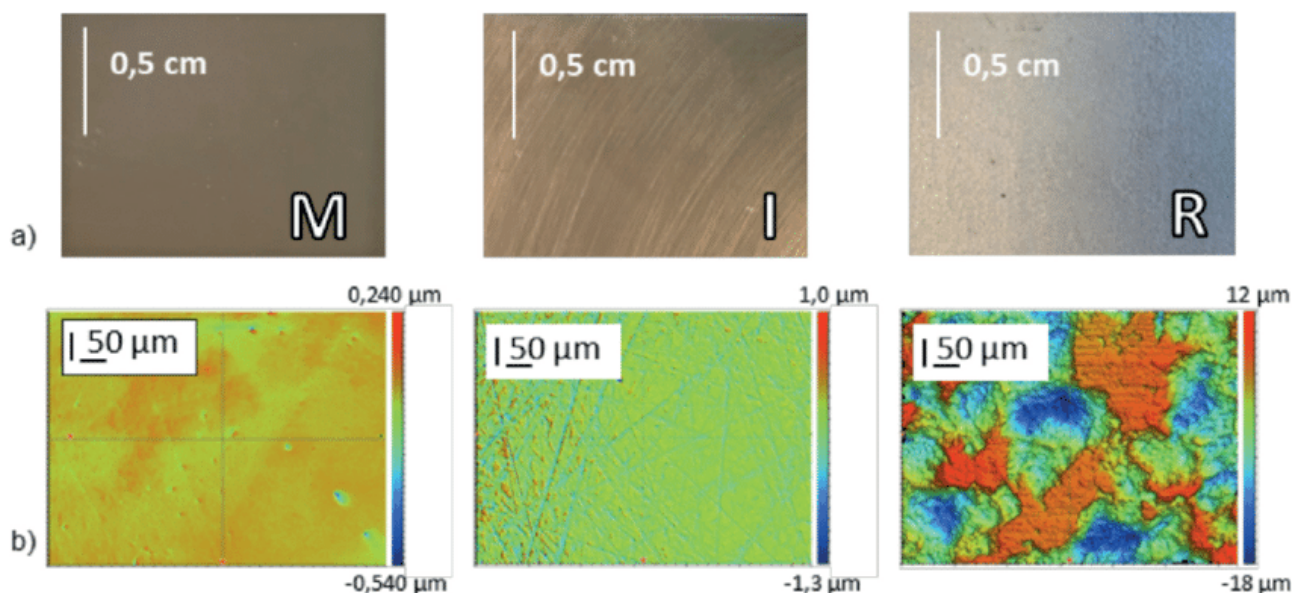 0,5 cm
0,5 cm
0,5 cm
M
I
R
a)
0,240 µm
1,0 µm
12 µm
50 µm
50 µm
50 µm
b)
-0,540 µm
-1,3 µm
-18 µm